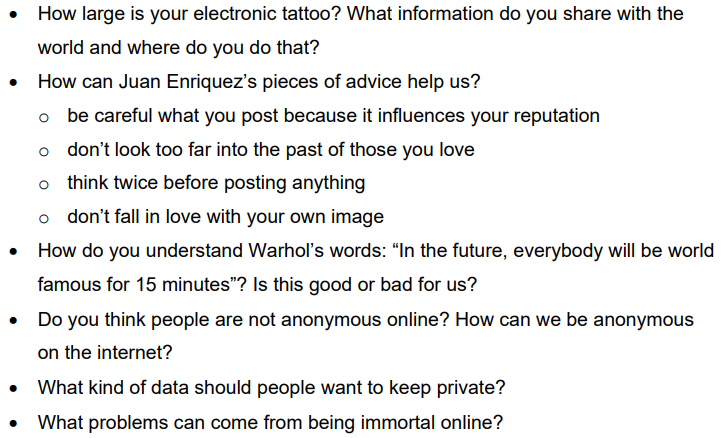 • How large is your electronic tattoo? What information do you share with the
world and where do you do that?
• How can Juan Enriquez’s pieces of advice help us?
o be careful what you post because it influences your reputation
o don’t look too far into the past of those you love
o think twice before posting anything
o don’t fall in love with your own image
• How do you understand Warhol’s words: “In the future, everybody will be world
famous for 15 minutes”? Is this good or bad for us?
• Do you think people are not anonymous online? How can we be anonymous
on the internet?
• What kind of data should people want to keep private?
• What problems can come from being immortal online?